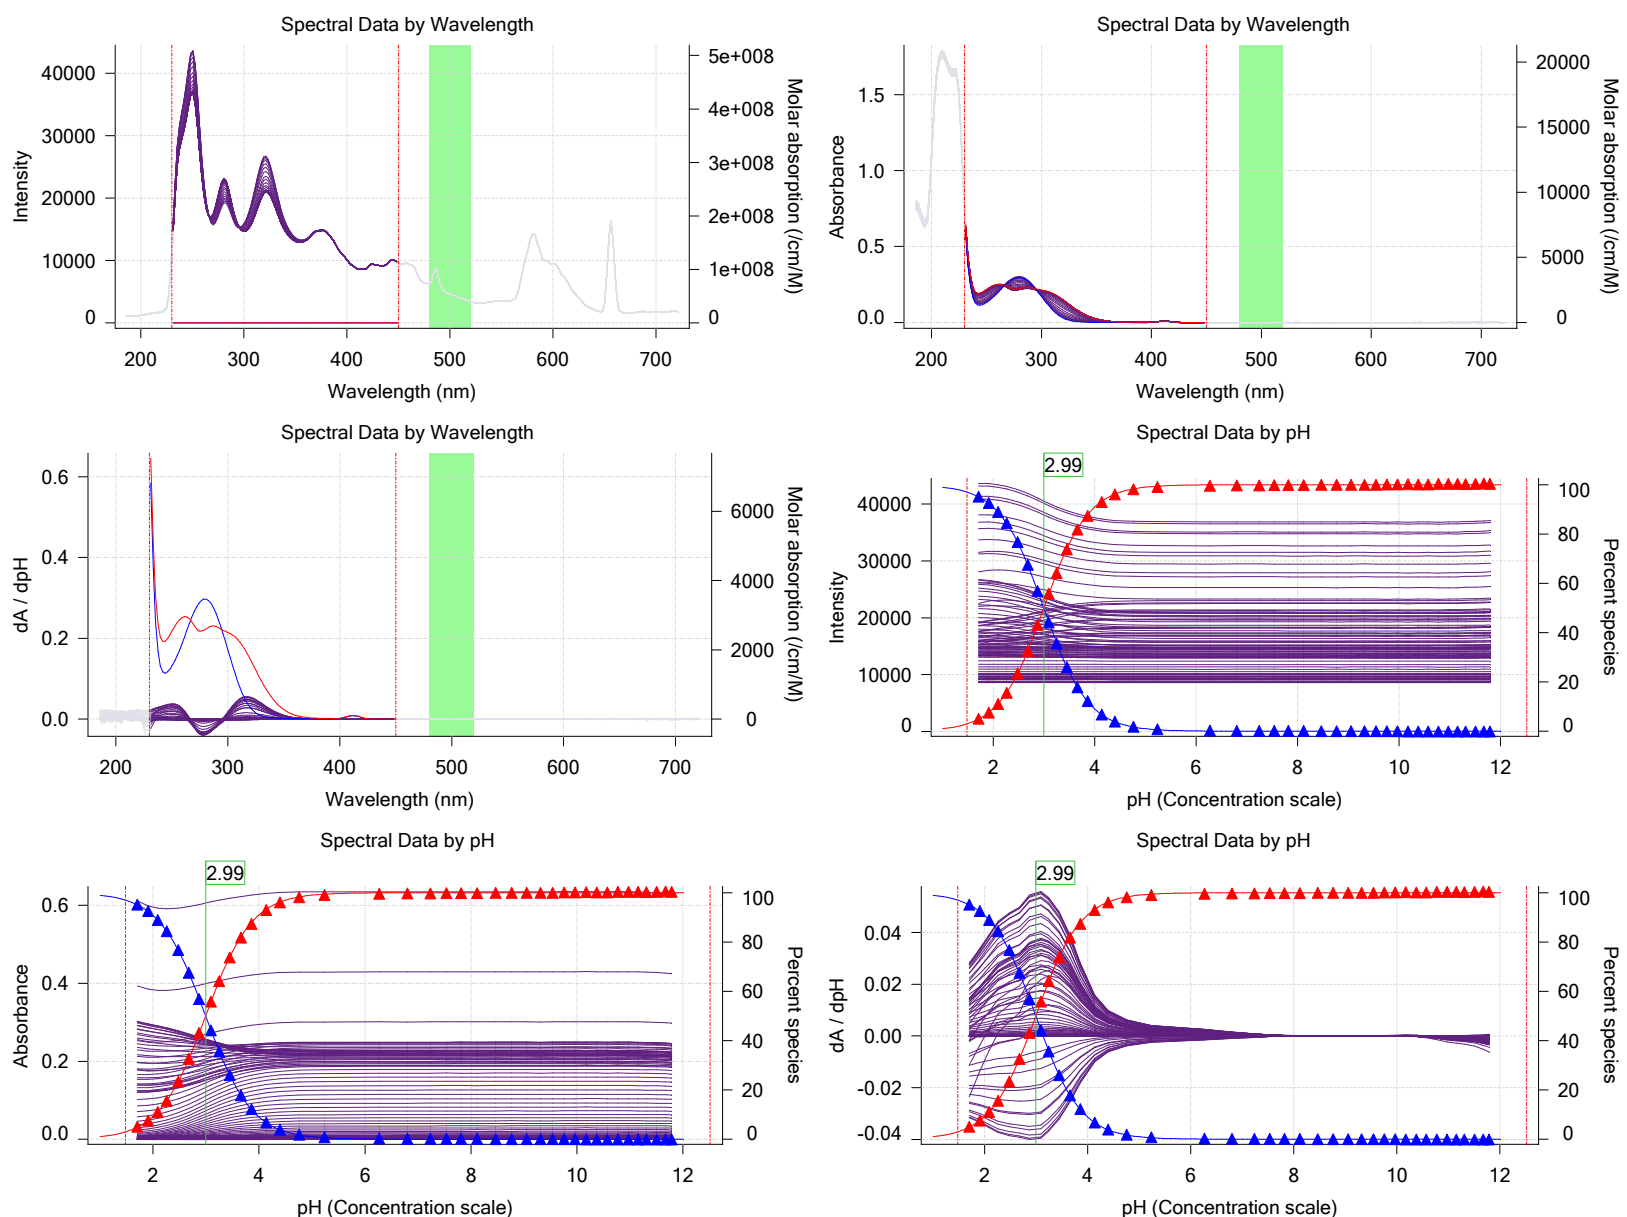 Spectral Data by Wavelength
Intensity
40000
30000
20000
10000
0
5e+008
4e+008
3e+008
2e+008
1e+008
0
Molar absorption (/cm/M)
200 300 400 500 600 700
Wavelength (nm)
Spectral Data by Wavelength
Absorbance
1.5
1.0
0.5
0.0
20000
15000
10000
5000
0
Molar absorption (/cm/M)
200 300 400 500 600 700
Wavelength (nm)
Spectral Data by Wavelength
dA / dpH
0.6
0.4
0.2
0.0
6000
4000
2000
0
Molar absorption (/cm/M)
200 300 400 500 600 700
Wavelength (nm)
Spectral Data by pH
2.99
Intensity
40000
30000
20000
10000
0
100
80
60
40
20
0
Percent species
2 4 6 8 10 12
pH (Concentration scale)
Spectral Data by pH
2.99
Absorbance
0.6
0.4
0.2
0.0
100
80
60
40
20
0
Percent species
2 4 6 8 10 12
pH (Concentration scale)
Spectral Data by pH
2.99
dA / dpH
0.04
0.02
0.00
-0.02
-0.04
100
80
60
40
20
0
Percent species
2 4 6 8 10 12
pH (Concentration scale)